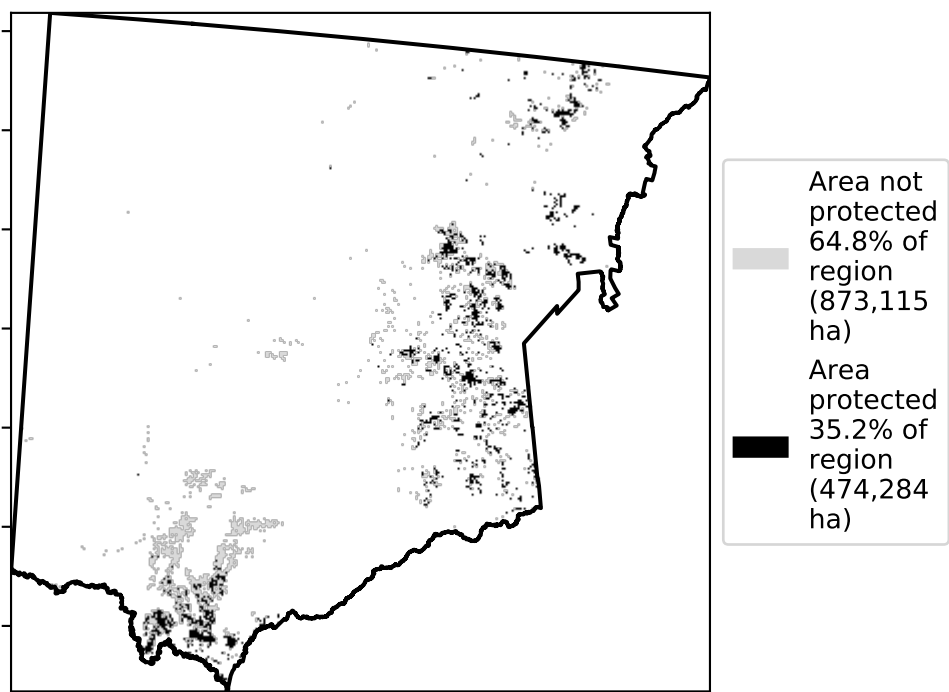 Area not
protected
64.8% of
region
(873,115
ha)
Area
protected
35.2% of
region
(474,284
ha)